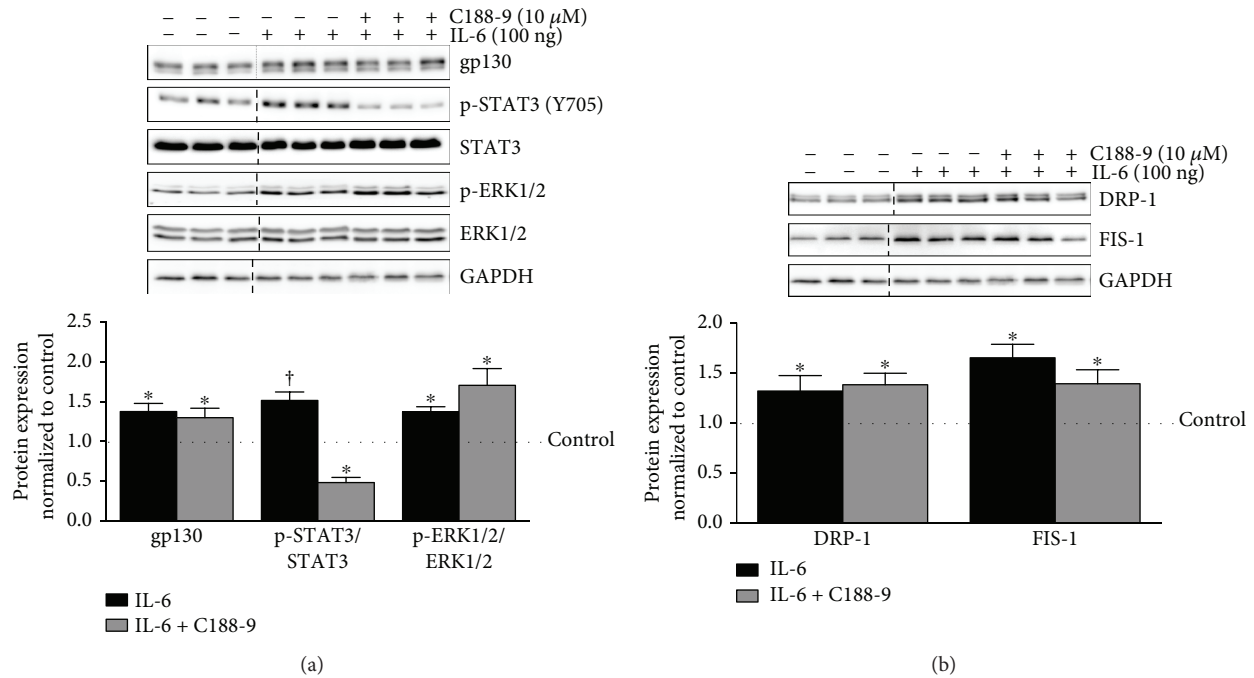 − − − − − − + + + C188-9 (10 μM)
− − − + + + + + + IL-6 (100 ng)
gp130
p-STAT3 (Y705)
STAT3
p-ERK1/2
ERK1/2
GAPDH
Protein expression
normalized to control
2.5
2.0
1.5
1.0
0.5
0.0
* * † * * *
Control
gp130
p-STAT3/
STAT3
p-ERK1/2/
ERK1/2
IL-6
IL-6 + C188-9
(a)
− − − − − − + + + C188-9 (10 μM)
− − − + + + + + + IL-6 (100 ng)
DRP-1
FIS-1
GAPDH
Protein expression
normalized to control
2.0
1.5
1.0
0.5
0.0
* * * *
Control
DRP-1
FIS-1
IL-6
IL-6 + C188-9
(b)